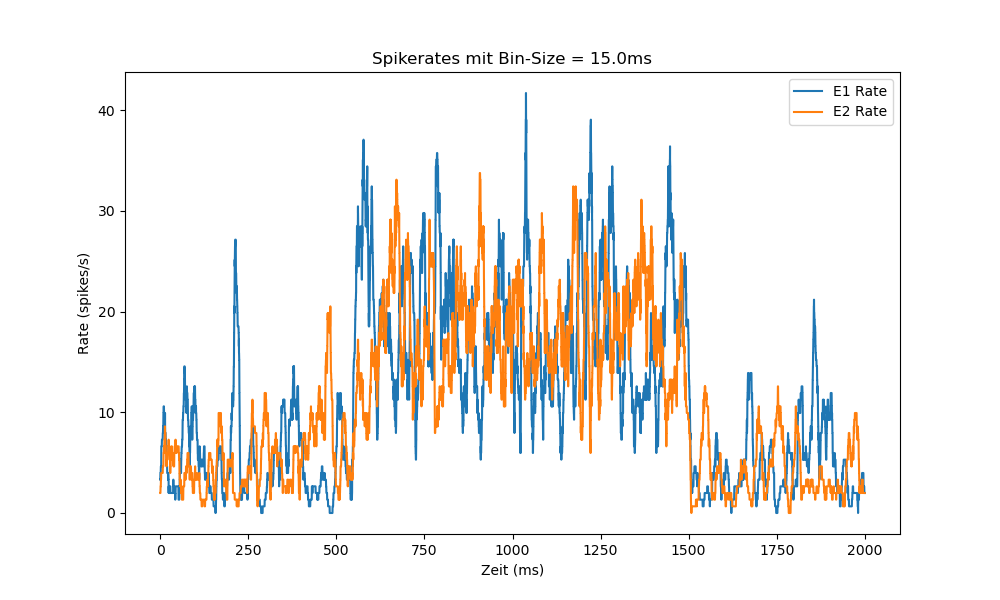 Spikerates mit Bin-Size = 15.0ms
E1 Rate
E2 Rate
Rate (spikes/s)
40
30
20
10
0
0 250 500 750 1000 1250 1500 1750 2000
Zeit (ms)